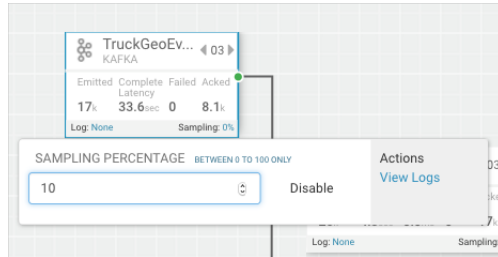 TruckGeoEv... 03
KAFKA
Emitted Complete Latency Failed Acked
17k 33.6sec 0 8.1k
Log: None Sampling: 0%
SAMPLING PERCENTAGE BETWEEN 0 TO 100 ONLY
10 Disable
Actions
View Logs
03
Log: None Sampling